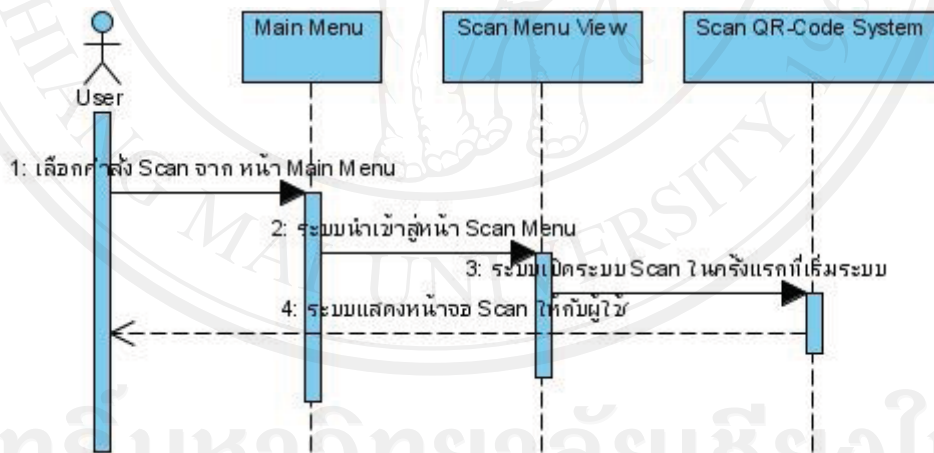 Main Menu
Scan Menu View
Scan QR-Code System
User
1: เลือกคำสั่ง Scan จาก หน้า Main Menu
2: ระบบนำเข้าสู่หน้า Scan Menu
3: ระบบเปิดระบบ Scan ในครั้งแรกที่เริ่มระบบ
4: ระบบแสดงหน้าจอ Scan ให้กับผู้ใช้
MAI UNIVERSITY